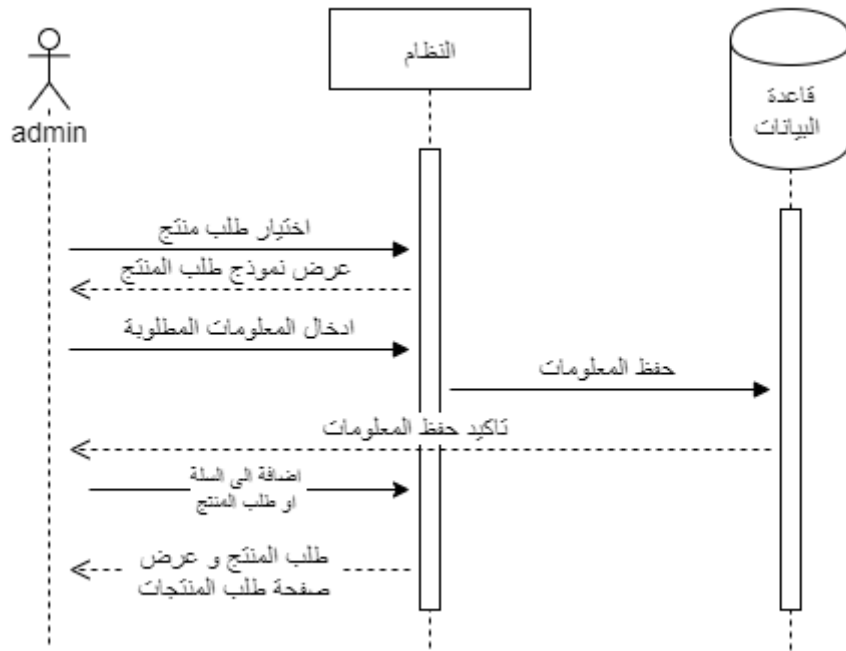 النظام
قاعدة
البيانات
admin
اختيار طلب منتج
عرض نموذج طلب المنتج
ادخال المعلومات المطلوبة
حفظ المعلومات
تاكيد حفظ المعلومات
اضافة الى السلة
او طلب المنتج
طلب المنتج و عرض
صفحة طلب المنتجات